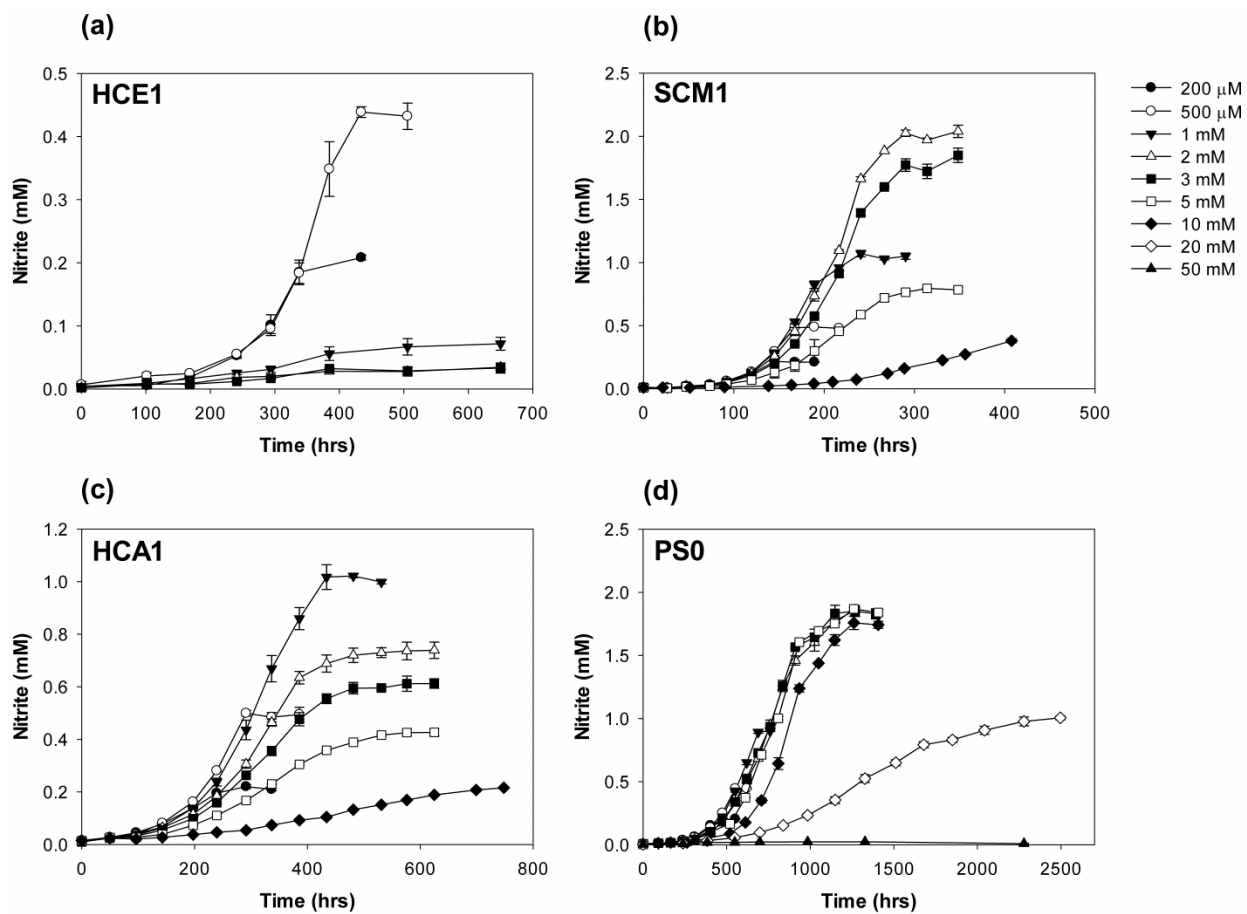 (a)
HCE1
Nitrite (mM)
0.5
0.4
0.3
0.2
0.1
0.0
0 100 200 300 400 500 600 700
Time (hrs)
(b)
SCM1
Nitrite (mM)
2.5
2.0
1.5
1.0
0.5
0.0
0 100 200 300 400 500
Time (hrs)
200 μM
500 μM
1 mM
2 mM
3 mM
5 mM
10 mM
20 mM
50 mM
(c)
HCA1
Nitrite (mM)
1.2
1.0
0.8
0.6
0.4
0.2
0.0
0 200 400 600 800
Time (hrs)
(d)
PS0
Nitrite (mM)
2.5
2.0
1.5
1.0
0.5
0.0
0 500 1000 1500 2000 2500
Time (hrs)